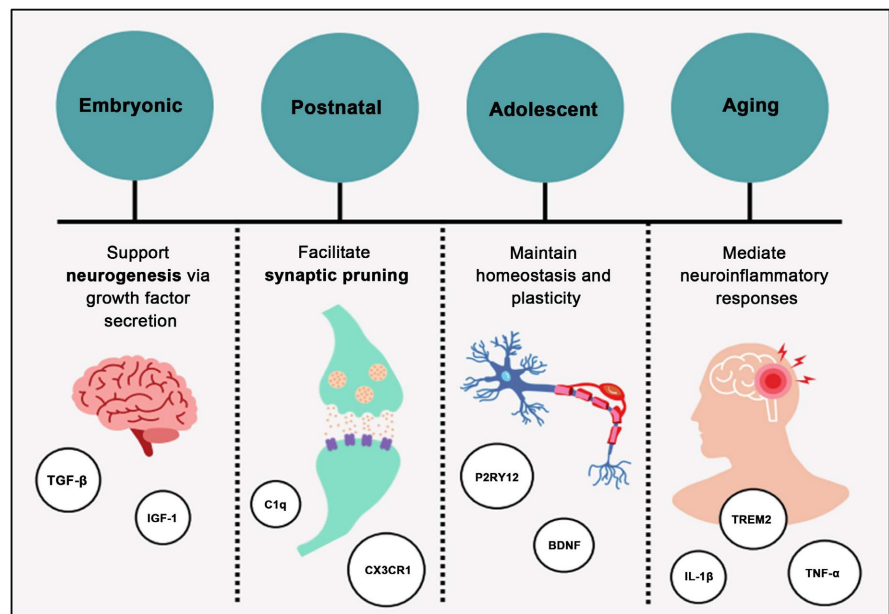 Embryonic
Postnatal
Adolescent
Aging
Support
neurogenesis via
growth factor
secretion
Facilitate
synaptic pruning
Maintain
homeostasis and
plasticity
Mediate
neuroinflammatory
responses
TGF-β
IGF-1
C1q
CX3CR1
P2RY12
BDNF
TREM2
IL-1β
TNF-α